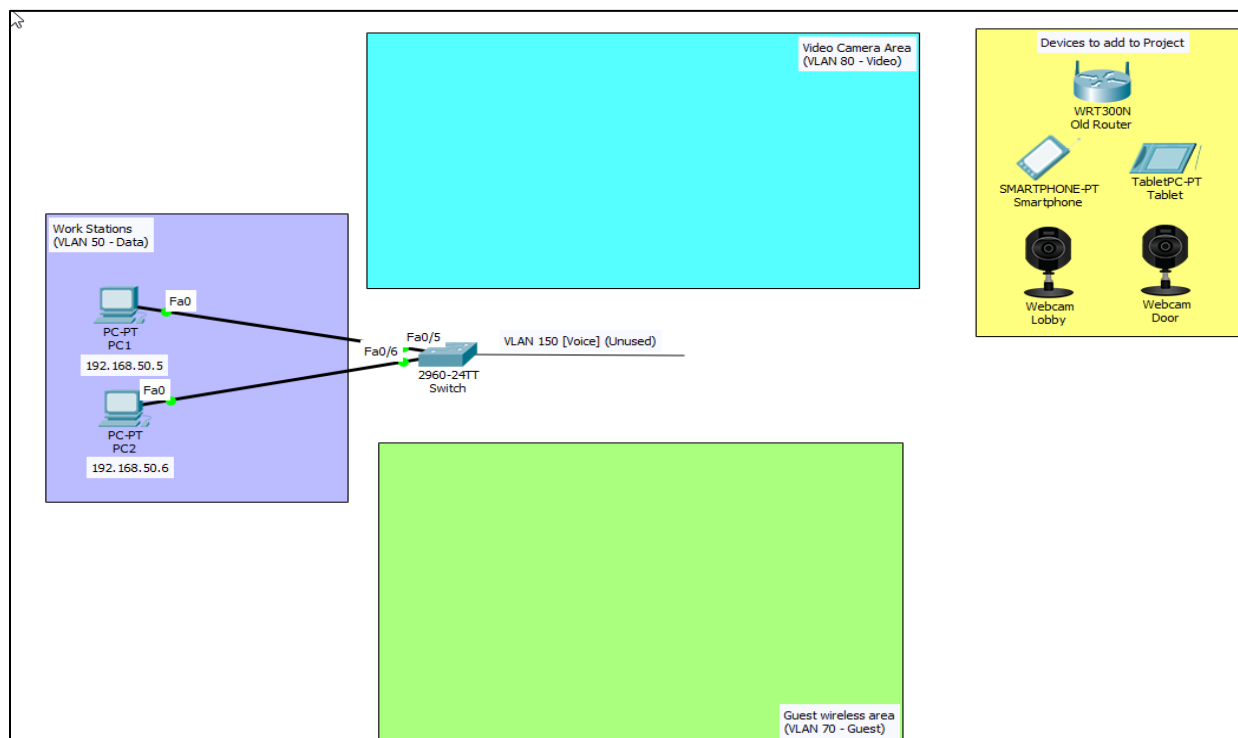 Video Camera Area
(VLAN 80 - Video)
Devices to add to Project
WRT300N
Old Router
SMARTPHONE-PT
Smartphone
TabletPC-PT
Tablet
Webcam
Lobby
Webcam
Door
Work Stations
(VLAN 50 - Data)
Fa0
PC-PT
PC1
192.168.50.5
Fa0
PC-PT
PC2
192.168.50.6
Fa0/5
Fa0/6
2960-24TT
Switch
VLAN 150 [Voice] (Unused)
Guest wireless area
(VLAN 70 - Guest)